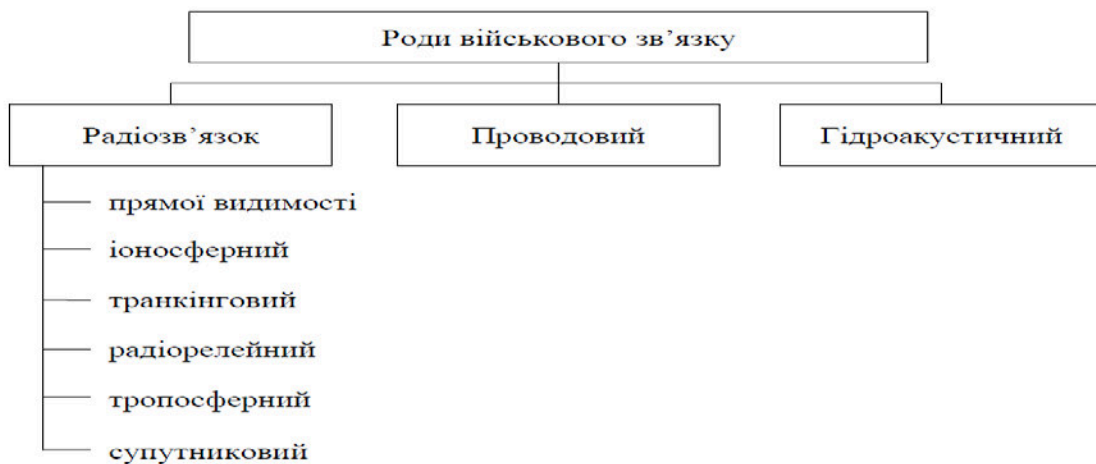 Роди військового зв’язку
Радіозв’язок
Проводовий
Гідроакустичний
прямої видимості
іоносферний
транкінговий
радіорелейний
тропосферний
супутниковий